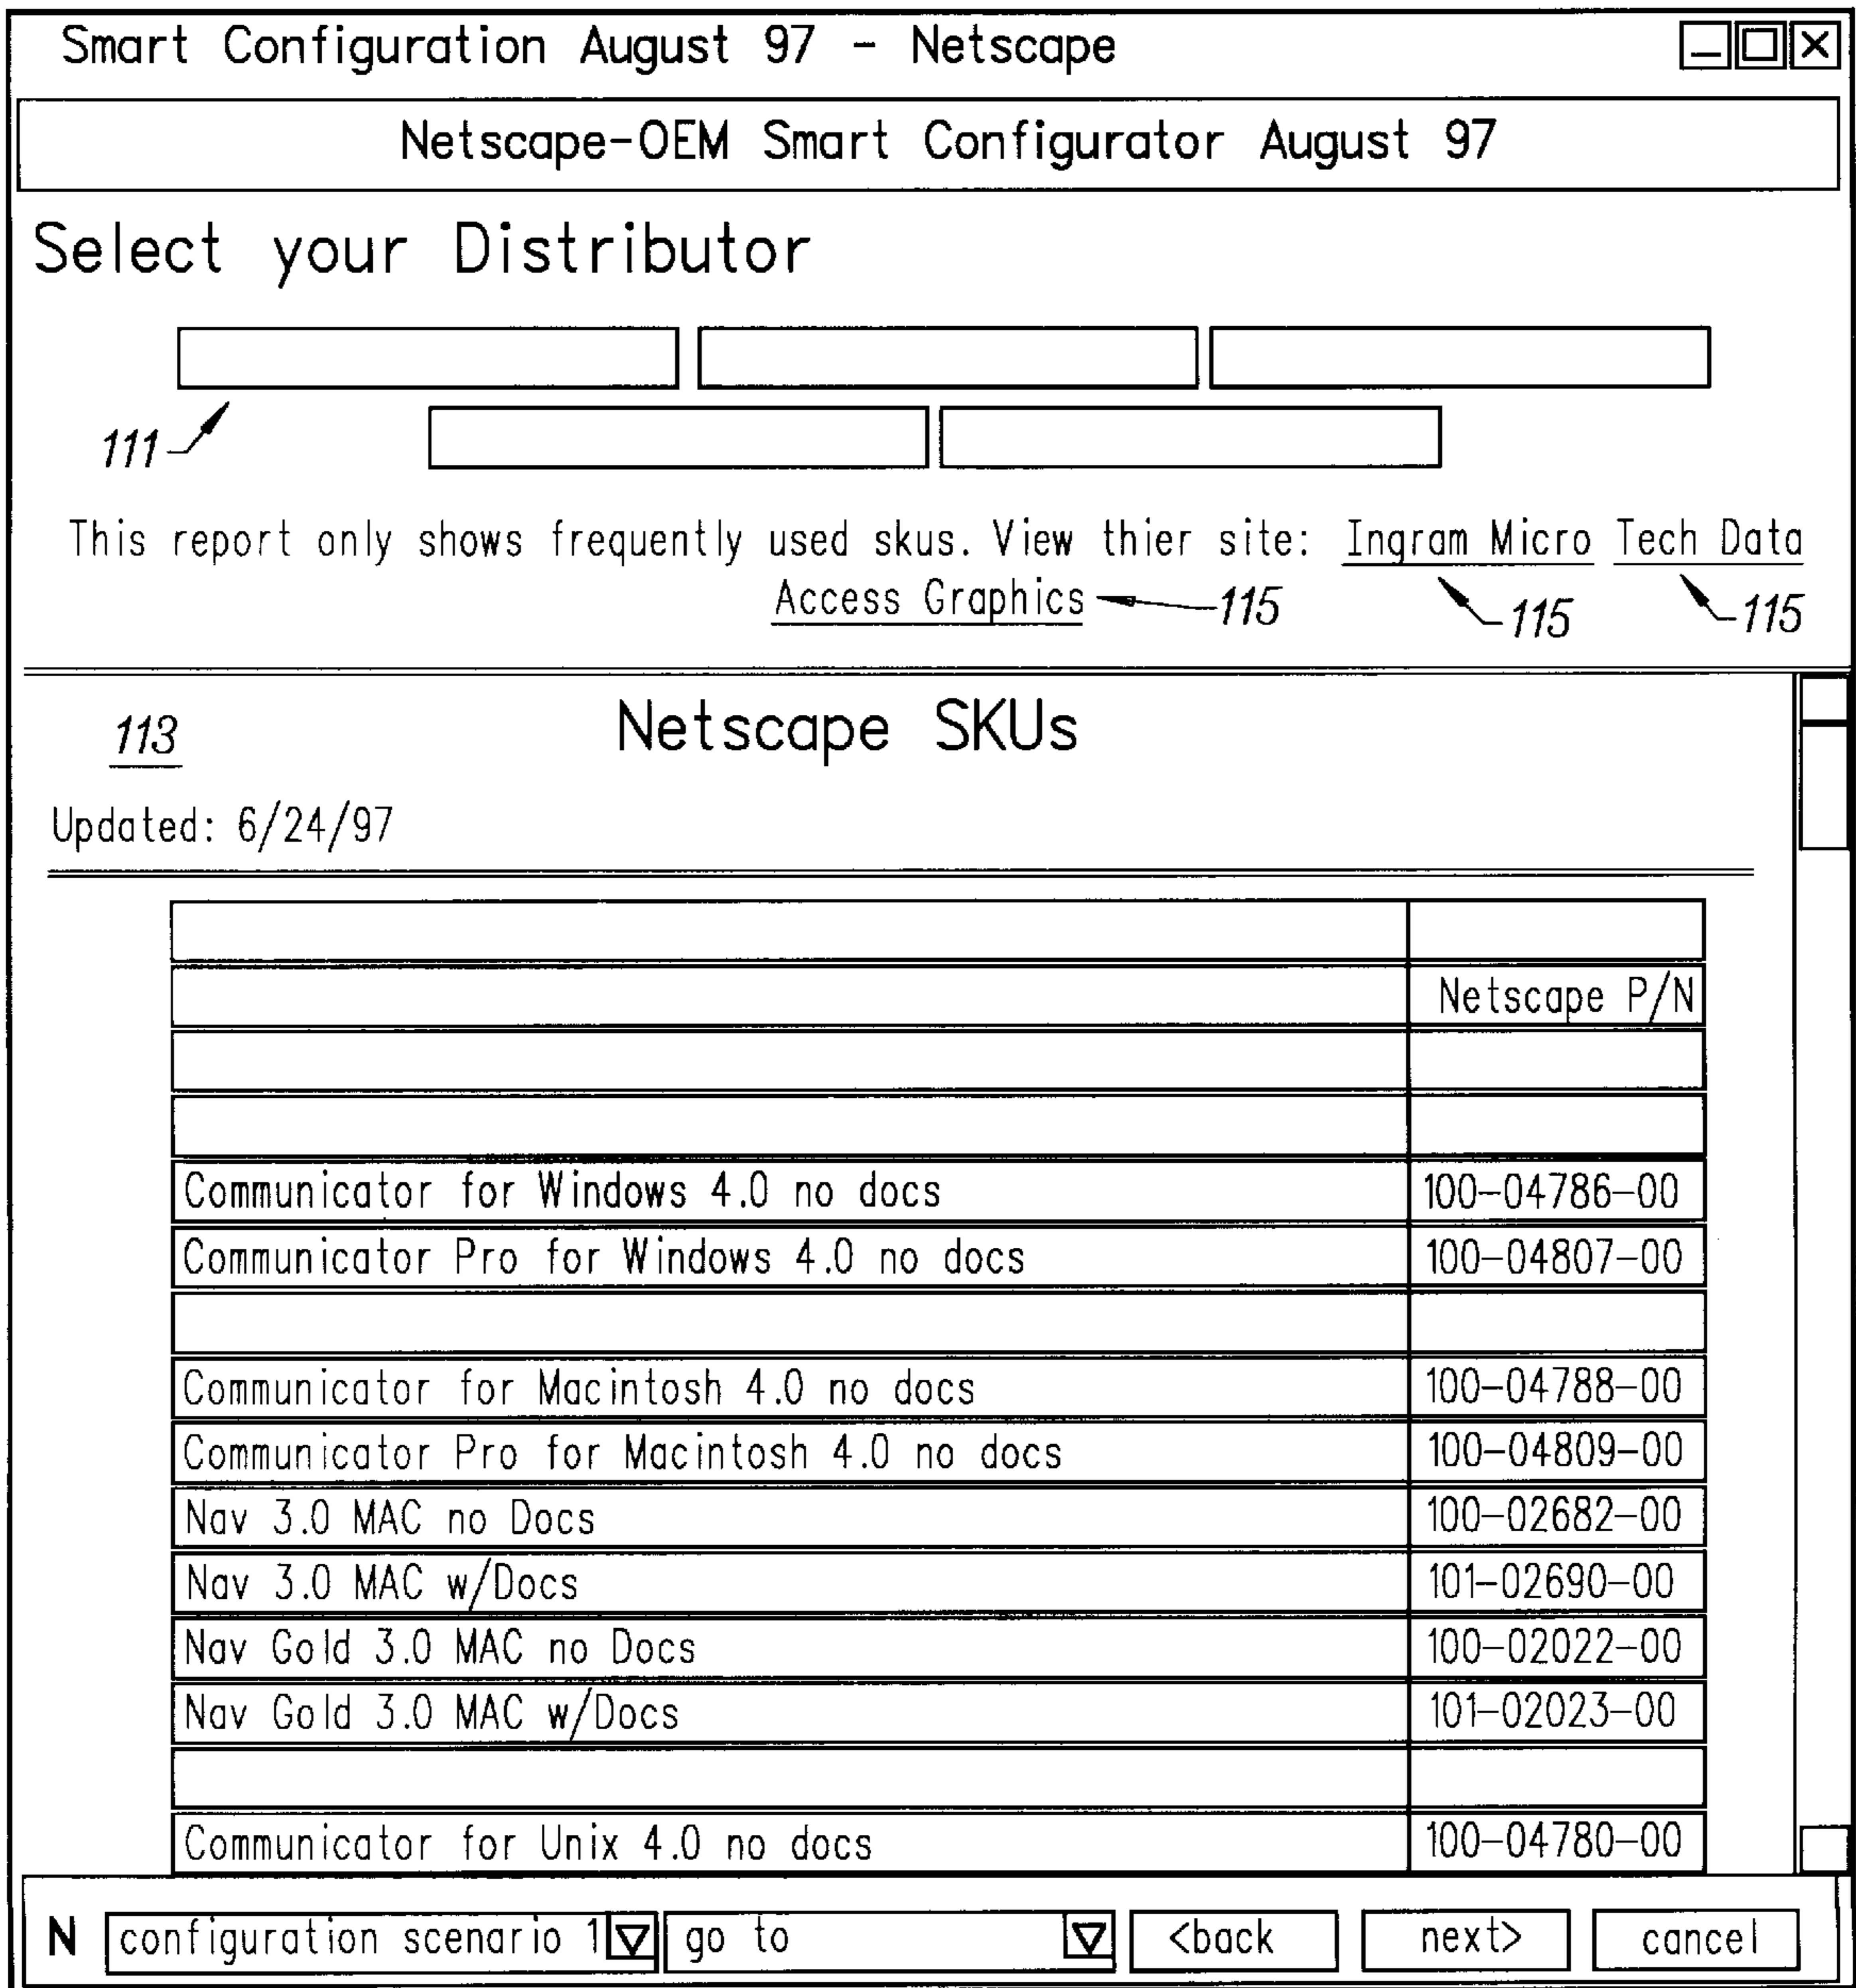 Smart Configuration August 97 - Netscape
Netscape-OEM Smart Configurator August 97
Select your Distributor
111
This report only shows frequently used skus. View thier site: Ingram Micro Tech Data
Access Graphics 115 115 115
113 Netscape SKUs
Updated: 6/24/97
Netscape P/N
Communicator for Windows 4.0 no docs 100-04786-00
Communicator Pro for Windows 4.0 no docs 100-04807-00
Communicator for Macintosh 4.0 no docs 100-04788-00
Communicator Pro for Macintosh 4.0 no docs 100-04809-00
Nav 3.0 MAC no Docs 100-02682-00
Nav 3.0 MAC w/Docs 101-02690-00
Nav Gold 3.0 MAC no Docs 100-02022-00
Nav Gold 3.0 MAC w/Docs 101-02023-00
Communicator for Unix 4.0 no docs 100-04780-00
N configuration scenario 1 go to <back next> cancel